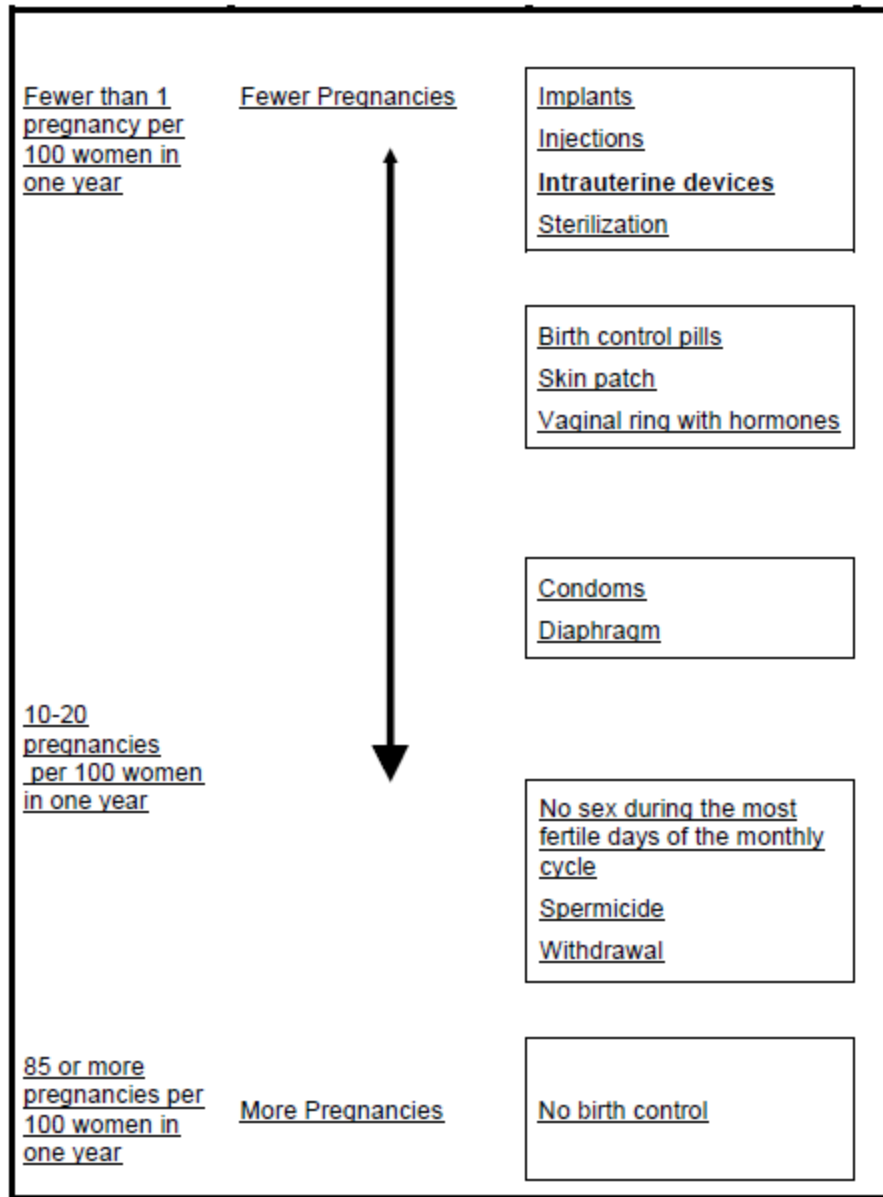 Fewer than 1
pregnancy per
100 women in
one year
Fewer Pregnancies
Implants
Injections
Intrauterine devices
Sterilization
Birth control pills
Skin patch
Vaginal ring with hormones
Condoms
Diaphragm
10-20
pregnancies
per 100 women
in one year
No sex during the most
fertile days of the monthly
cycle
Spermicide
Withdrawal
85 or more
pregnancies per
100 women in
one year
More Pregnancies
No birth control